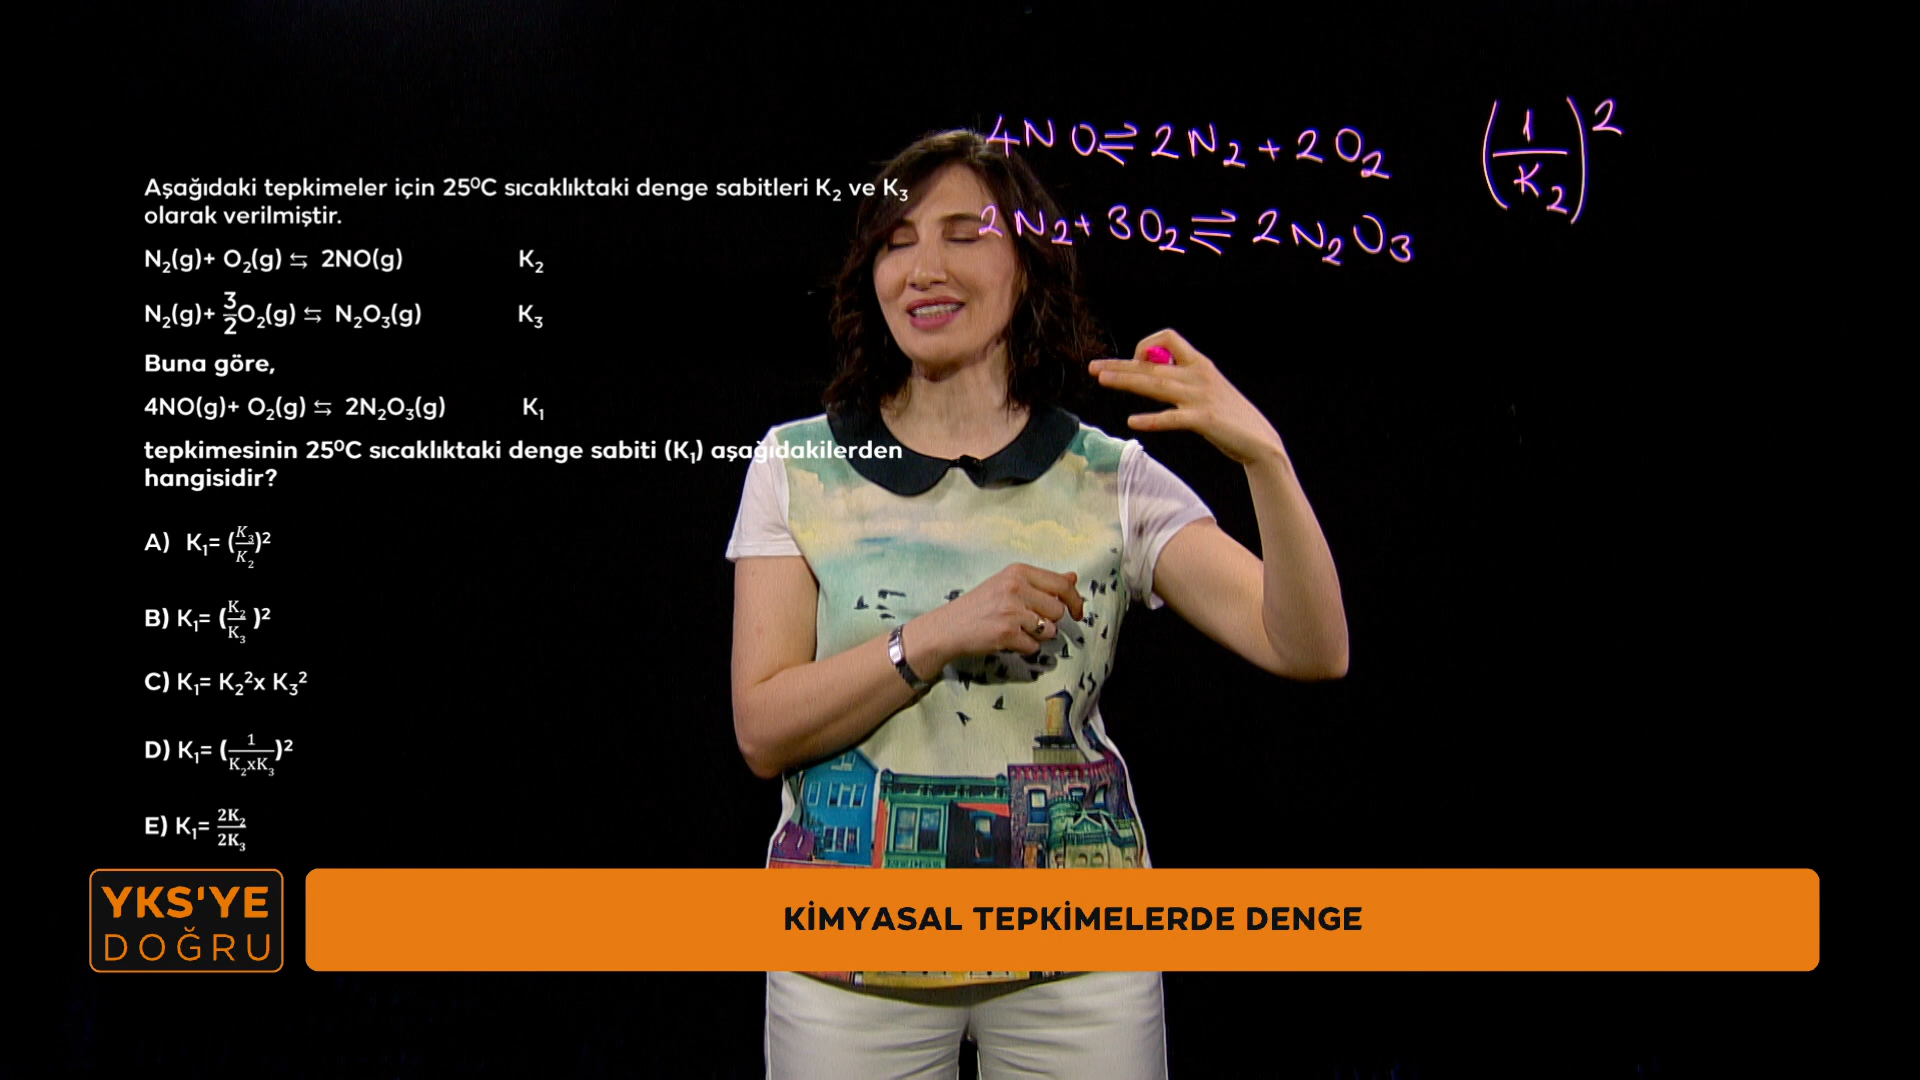 Aşağıdaki tepkimeler için 25⁰C sıcaklıktaki denge sabitleri K₂ ve K₃
olarak verilmiştir.
N₂(g)+ O₂(g) ⇆ 2NO(g) K₂
N₂(g)+ 3/2O₂(g) ⇆ N₂O₃(g) K₃
Buna göre,
4NO(g)+ O₂(g) ⇆ 2N₂O₃(g) K₁
tepkimesinin 25⁰C sıcaklıktaki denge sabiti (K₁) aşağıdakilerden
hangisidir?
A) K₁= (K₃/K₂)²
B) K₁= (K₂/K₃)²
C) K₁= K₂²x K₃²
D) K₁= (1/K₂xK₃)²
E) K₁= 2K₂/2K₃
4NO⇌2N₂+2O₂ (1/K₂)²
2N₂+3O₂⇌2N₂O₃
YKS'YE
DOĞRU
KİMYASAL TEPKİMELERDE DENGE